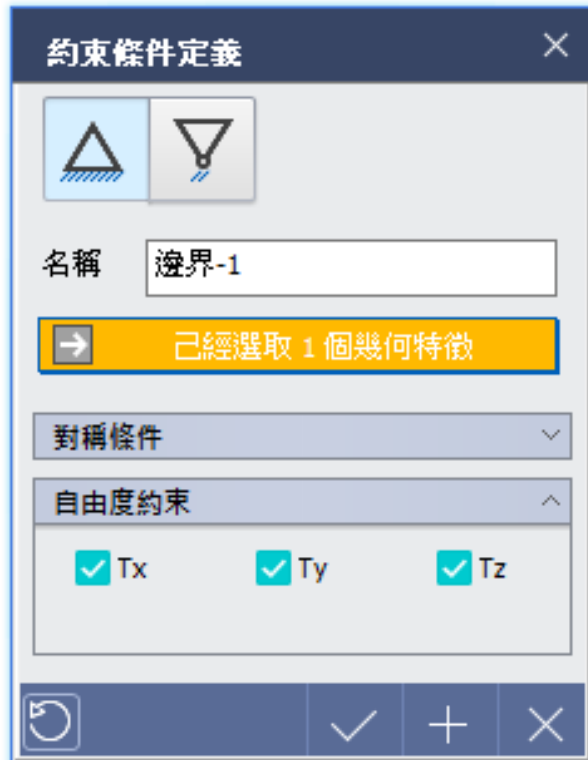 約束條件定義
名稱 邊界-1
己經選取 1 個幾何特徵
對稱條件
自由度約束
Tx Ty Tz